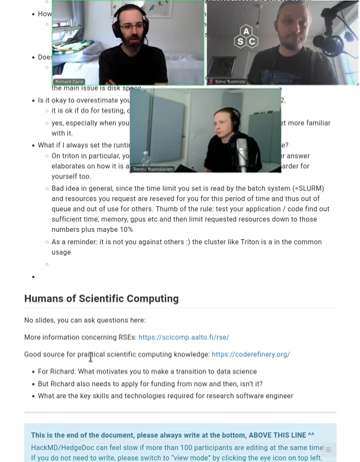 • How
• Does
the main issue is disk sp
• Is it okay to overestimate you
2.
◦ it is ok if do for testing, o
◦ yes, especially when you
et more familiar
with it.
• What if I always set the runti
e?
◦ On triton in particular, yo
er answer
elaborates on how it is a
arder for
yourself too.
◦ Bad idea in general, since the time limit you set is read by the batch system (=SLURM)
and resources you request are reseved for you for this period of time and thus out of
queue and out of use for others. Thumb of the rule: test your application / code find out
sufficient time, memory, gpus etc and then limit requested resources down to those
numbers plus maybe 10%
◦ As a reminder: it is not you against others :) the cluster like Triton is a in the common
usage
Humans of Scientific Computing
No slides, you can ask questions here:
More information concerning RSEs: https://scicomp.aalto.fi/rse/
Good source for practical scientific computing knowledge: https://coderefinery.org/
• For Richard: What motivates you to make a transition to data science
• But Richard also needs to apply for funding from now and then, isn't it?
• What are the key skills and technologies required for research software engineer
This is the end of the document, please always write at the bottom, ABOVE THIS LINE ^^
HackMD/HedgeDoc can feel slow if more than 100 participants are editing at the same time
If you do not need to write, please switch to "view mode" by clicking the eye icon on top left.
A
S C